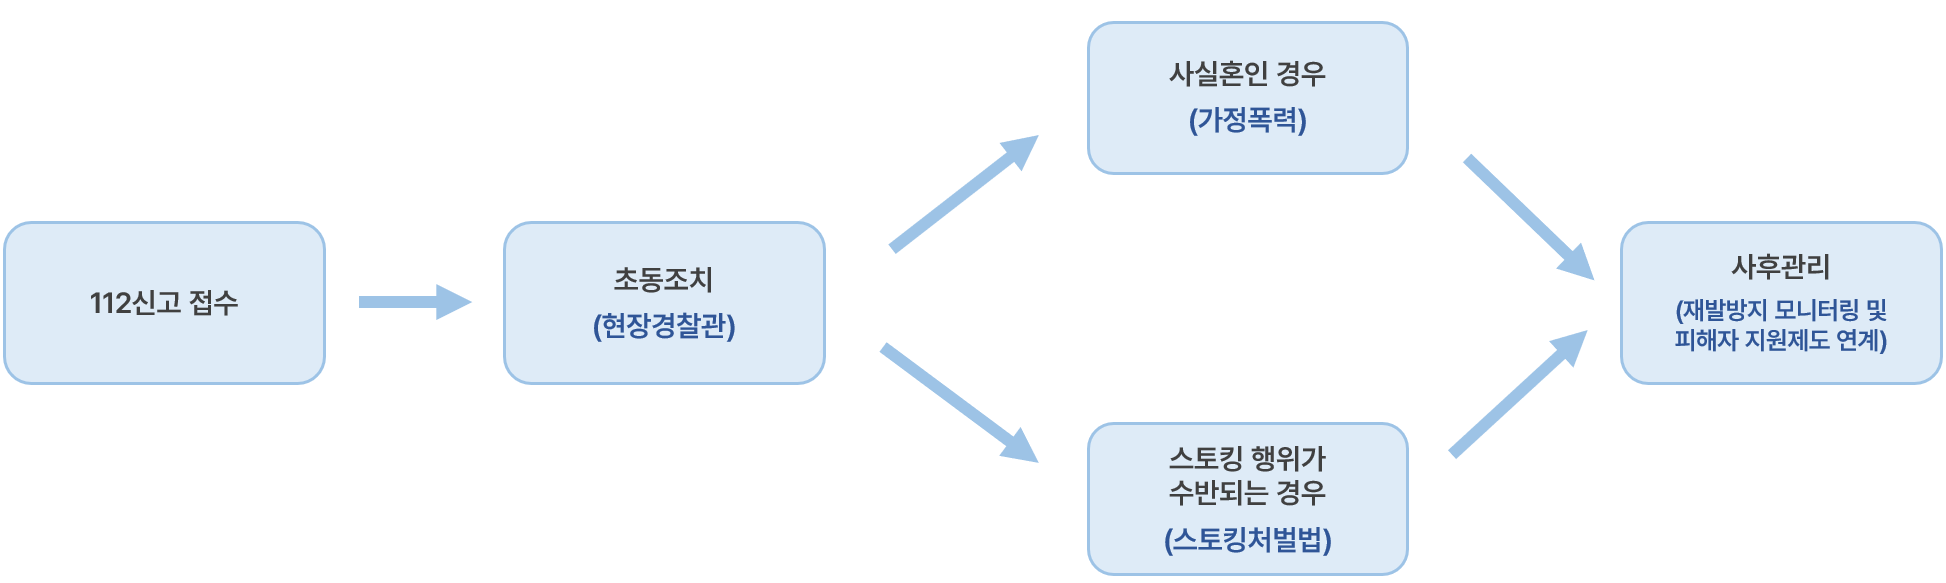 112신고 접수
초동조치
(현장경찰관)
사실혼인 경우
(가정폭력)
스토킹 행위가
수반되는 경우
(스토킹처벌법)
사후관리
(재발방지 모니터링 및
피해자 지원제도 연계)